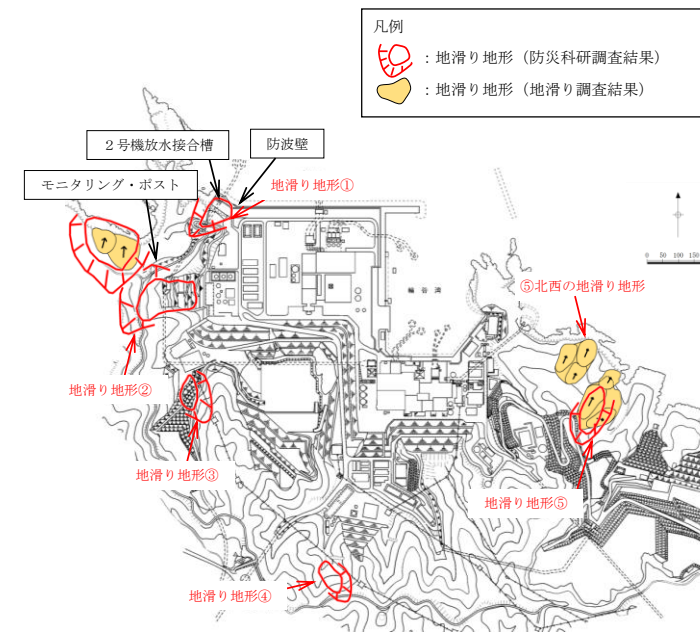 凡例
：地滑り地形（防災科研調査結果）
：地滑り地形（地滑り調査結果）
２号機放水接合槽
防波壁
モニタリング・ポスト
地滑り地形①
0 50 100 150
⑤北西の地滑り地形
輪谷湾
地滑り地形②
地滑り地形③
地滑り地形⑤
地滑り地形④